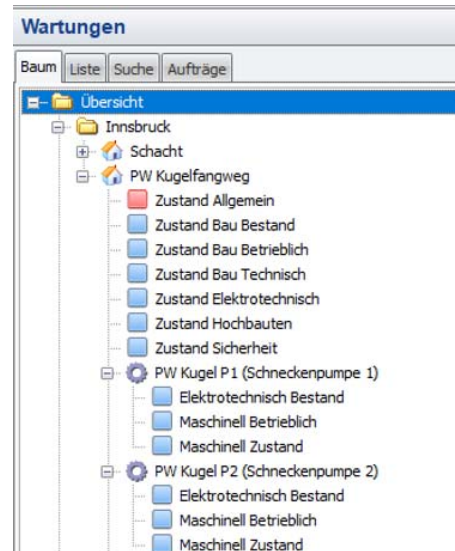 Wartungen
Baum Liste Suche Aufträge
Übersicht
Innsbruck
Schacht
PW Kugelfangweg
Zustand Allgemein
Zustand Bau Bestand
Zustand Bau Betrieblich
Zustand Bau Technisch
Zustand Elektrotechnisch
Zustand Hochbauten
Zustand Sicherheit
PW Kugel P1 (Schneckenpumpe 1)
Elektrotechnisch Bestand
Maschinell Betrieblich
Maschinell Zustand
PW Kugel P2 (Schneckenpumpe 2)
Elektrotechnisch Bestand
Maschinell Betrieblich
Maschinell Zustand